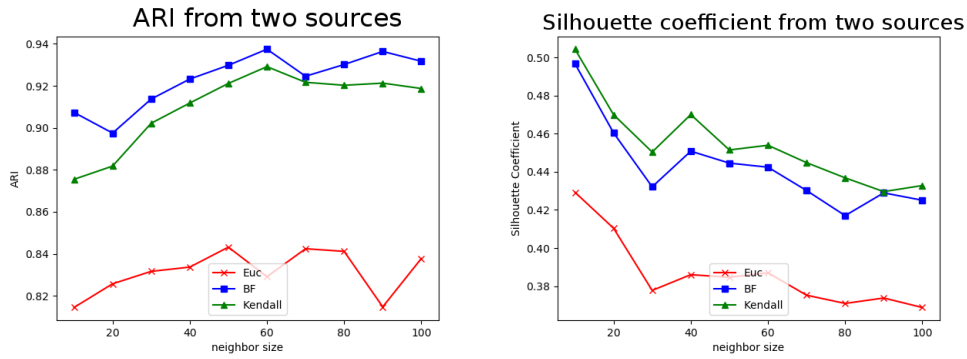 ARI from two sources
0.94
0.92
0.90
0.88
0.86
0.84
0.82
ARI
Euc
BF
Kendall
20
40
60
80
100
neighbor size
Silhouette coefficient from two sources
0.50
0.48
0.46
0.44
0.42
0.40
0.38
Silhouette Coefficient
Euc
BF
Kendall
20
40
60
80
100
neighbor size